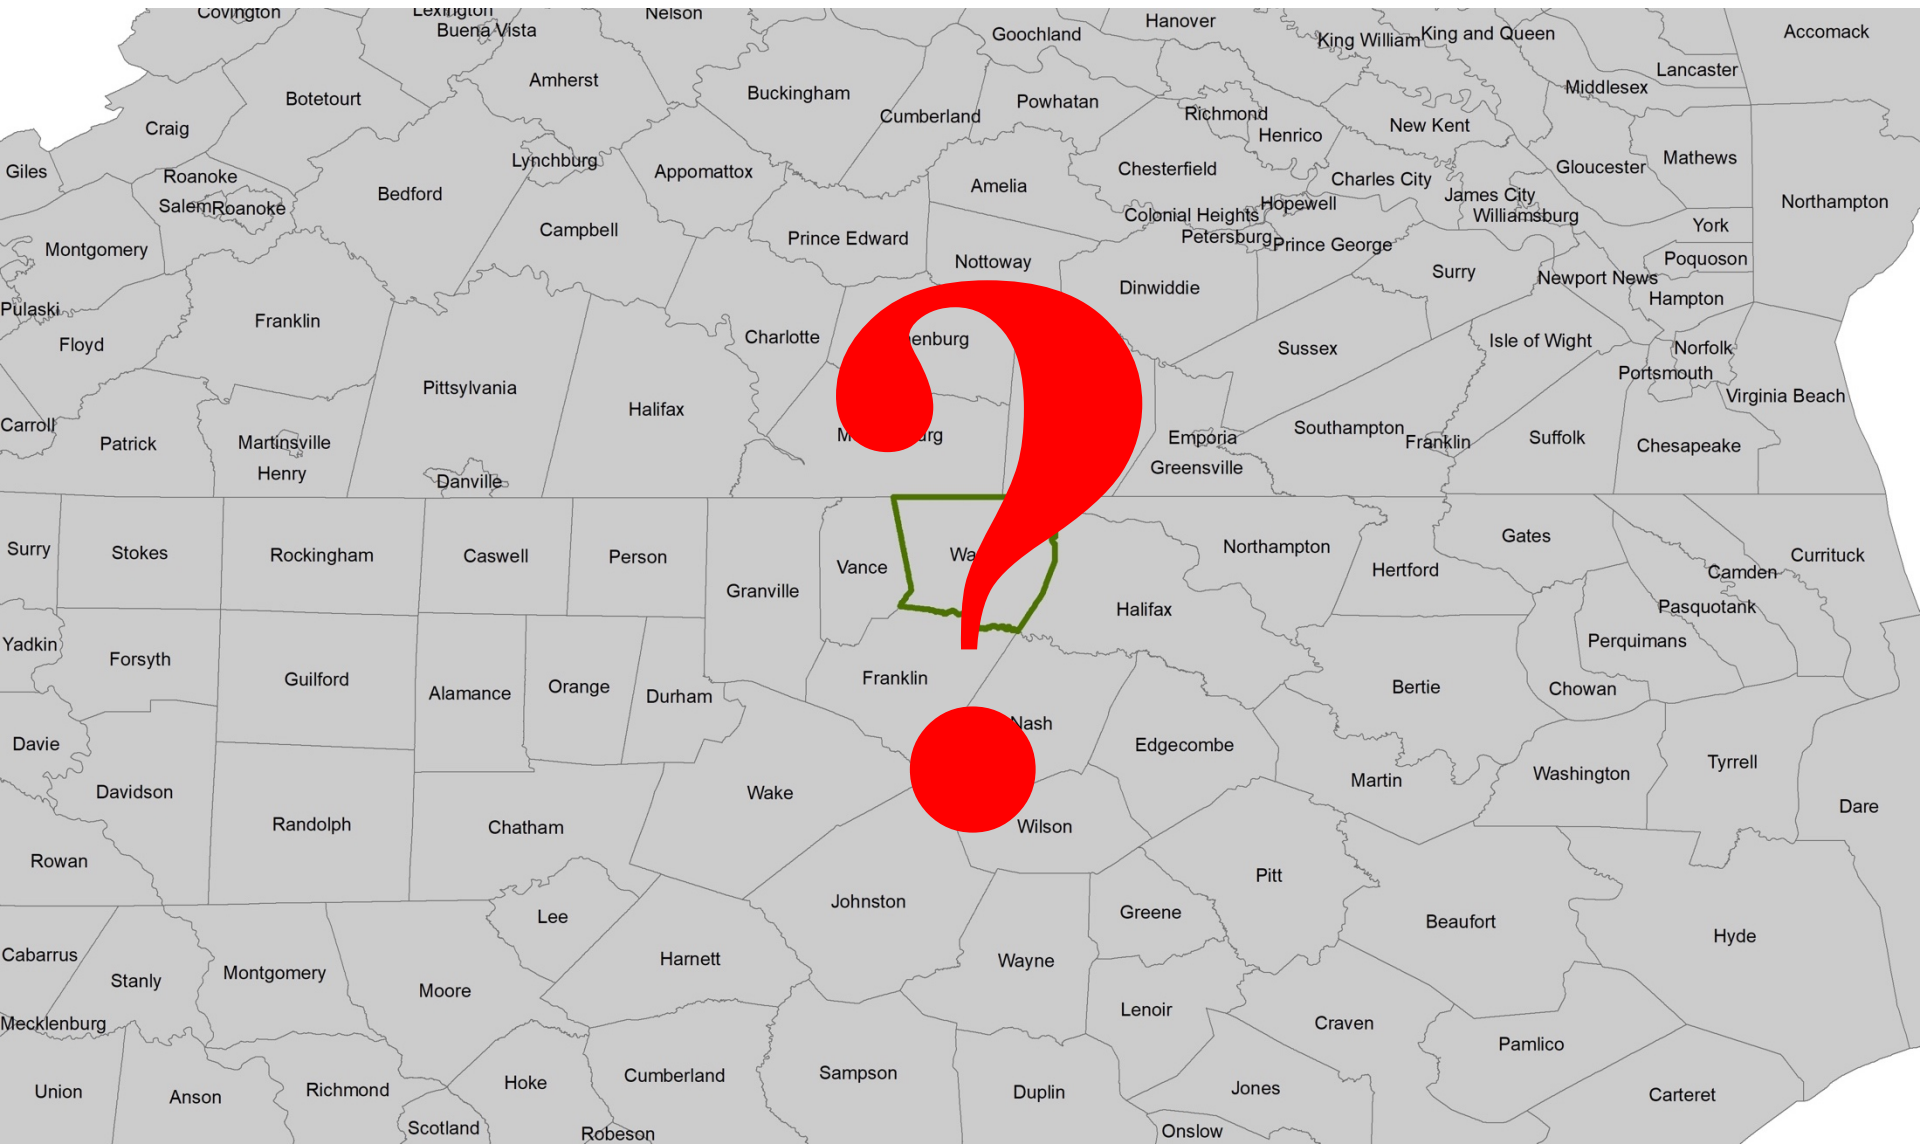 Covington
Lexington
Buena Vista
Nelson
Goochland
Hanover
King William
King and Queen
Accomack
Lancaster
Middlesex
Botetourt
Amherst
Buckingham
Cumberland
Powhatan
Richmond
Henrico
New Kent
Craig
Giles
Roanoke
Salem
Roanoke
Bedford
Lynchburg
Appomattox
Amelia
Chesterfield
Charles City
Gloucester
Mathews
James City
Williamsburg
Northampton
Colonial Heights
Hopewell
Petersburg
Prince George
York
Poquoson
Montgomery
Campbell
Prince Edward
Nottoway
Dinwiddie
Surry
Newport News
Hampton
Pulaski
Floyd
Franklin
Charlotte
enburg
Sussex
Isle of Wight
Norfolk
Portsmouth
Virginia Beach
Pittsylvania
Halifax
Carroll
Patrick
Martinsville
Henry
Danville
M
rg
Emporia
Greensville
Southampton
Franklin
Suffolk
Chesapeake
Surry
Stokes
Rockingham
Caswell
Person
Granville
Vance
Wa
Northampton
Hertford
Gates
Currituck
Camden
Pasquotank
Perquimans
Halifax
Yadkin
Forsyth
Guilford
Alamance
Orange
Durham
Franklin
Nash
Edgecombe
Bertie
Chowan
Davie
Davidson
Randolph
Chatham
Wake
Wilson
Martin
Washington
Tyrrell
Dare
Rowan
Lee
Johnston
Greene
Pitt
Beaufort
Hyde
Cabarrus
Stanly
Montgomery
Moore
Harnett
Wayne
Lenoir
Craven
Pamlico
Mecklenburg
Union
Anson
Richmond
Hoke
Cumberland
Sampson
Duplin
Jones
Carteret
Scotland
Robeson
Onslow
?